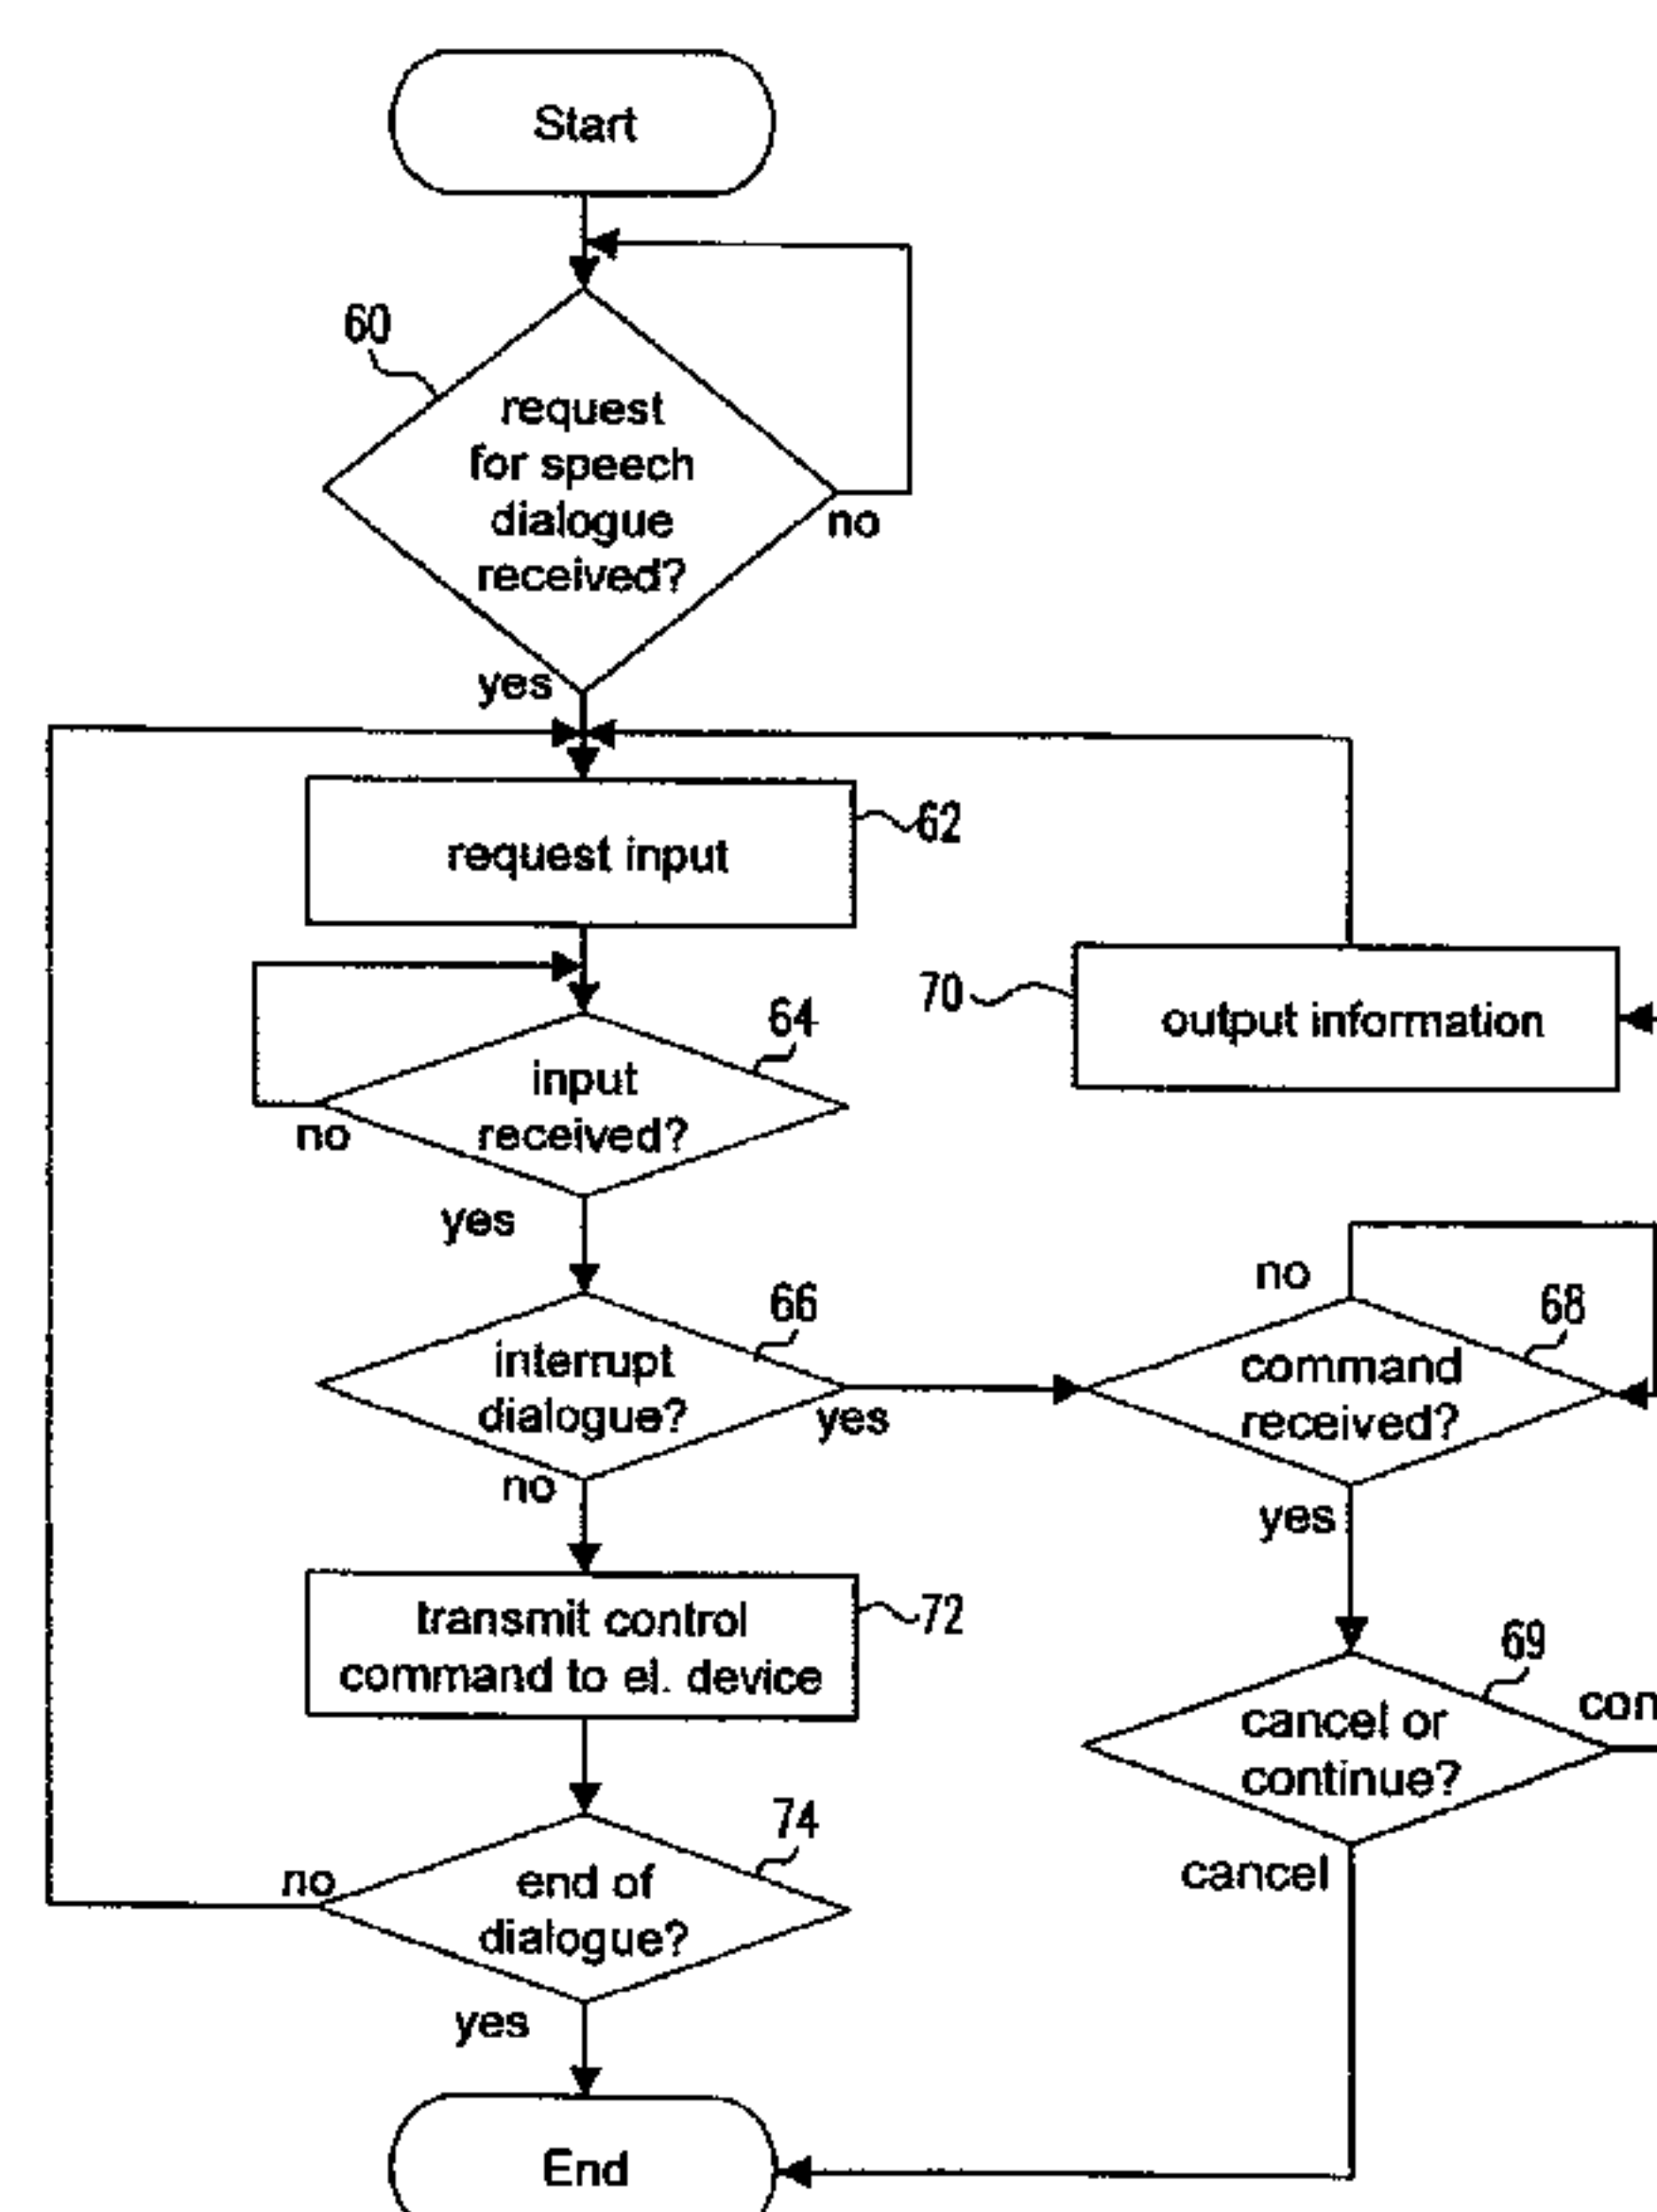 Start
60
request
for speech
dialogue
received?
no
yes
62
request input
70
output information
64
input
received?
no
yes
66
interrupt
dialogue?
yes
no
no
68
command
received?
yes
72
transmit control
command to el. device
69
cancel or
continue?
con
cancel
74
end of
dialogue?
no
yes
End